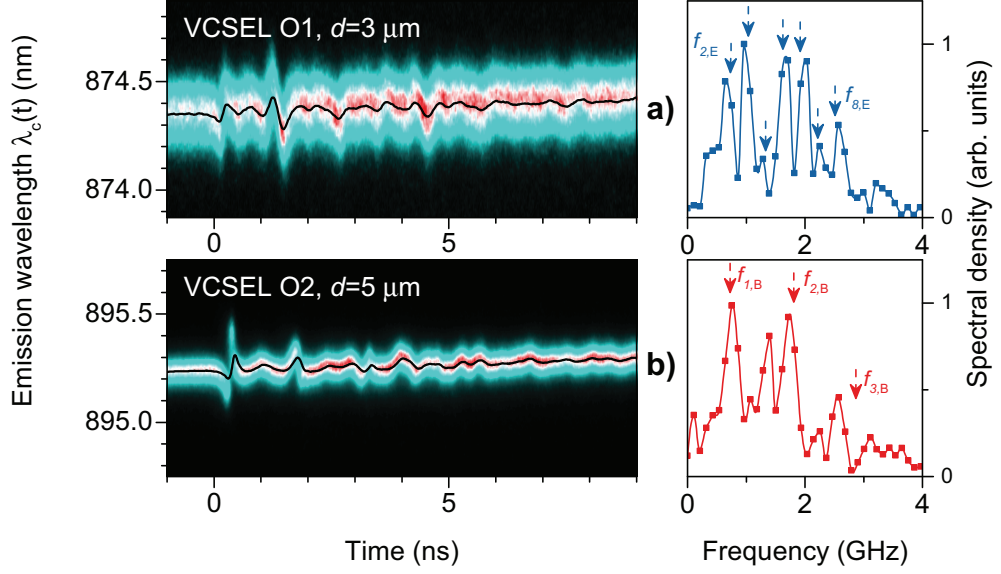 VCSEL O1, d=3 μm
874.5
874.0
0
5
a)
f2,E
f8,E
1
0
0
2
4
VCSEL O2, d=5 μm
895.5
895.0
0
5
b)
f1,B
f2,B
f3,B
1
0
0
2
4
Emission wavelength λc(t) (nm)
Time (ns)
Frequency (GHz)
Spectral density (arb. units)